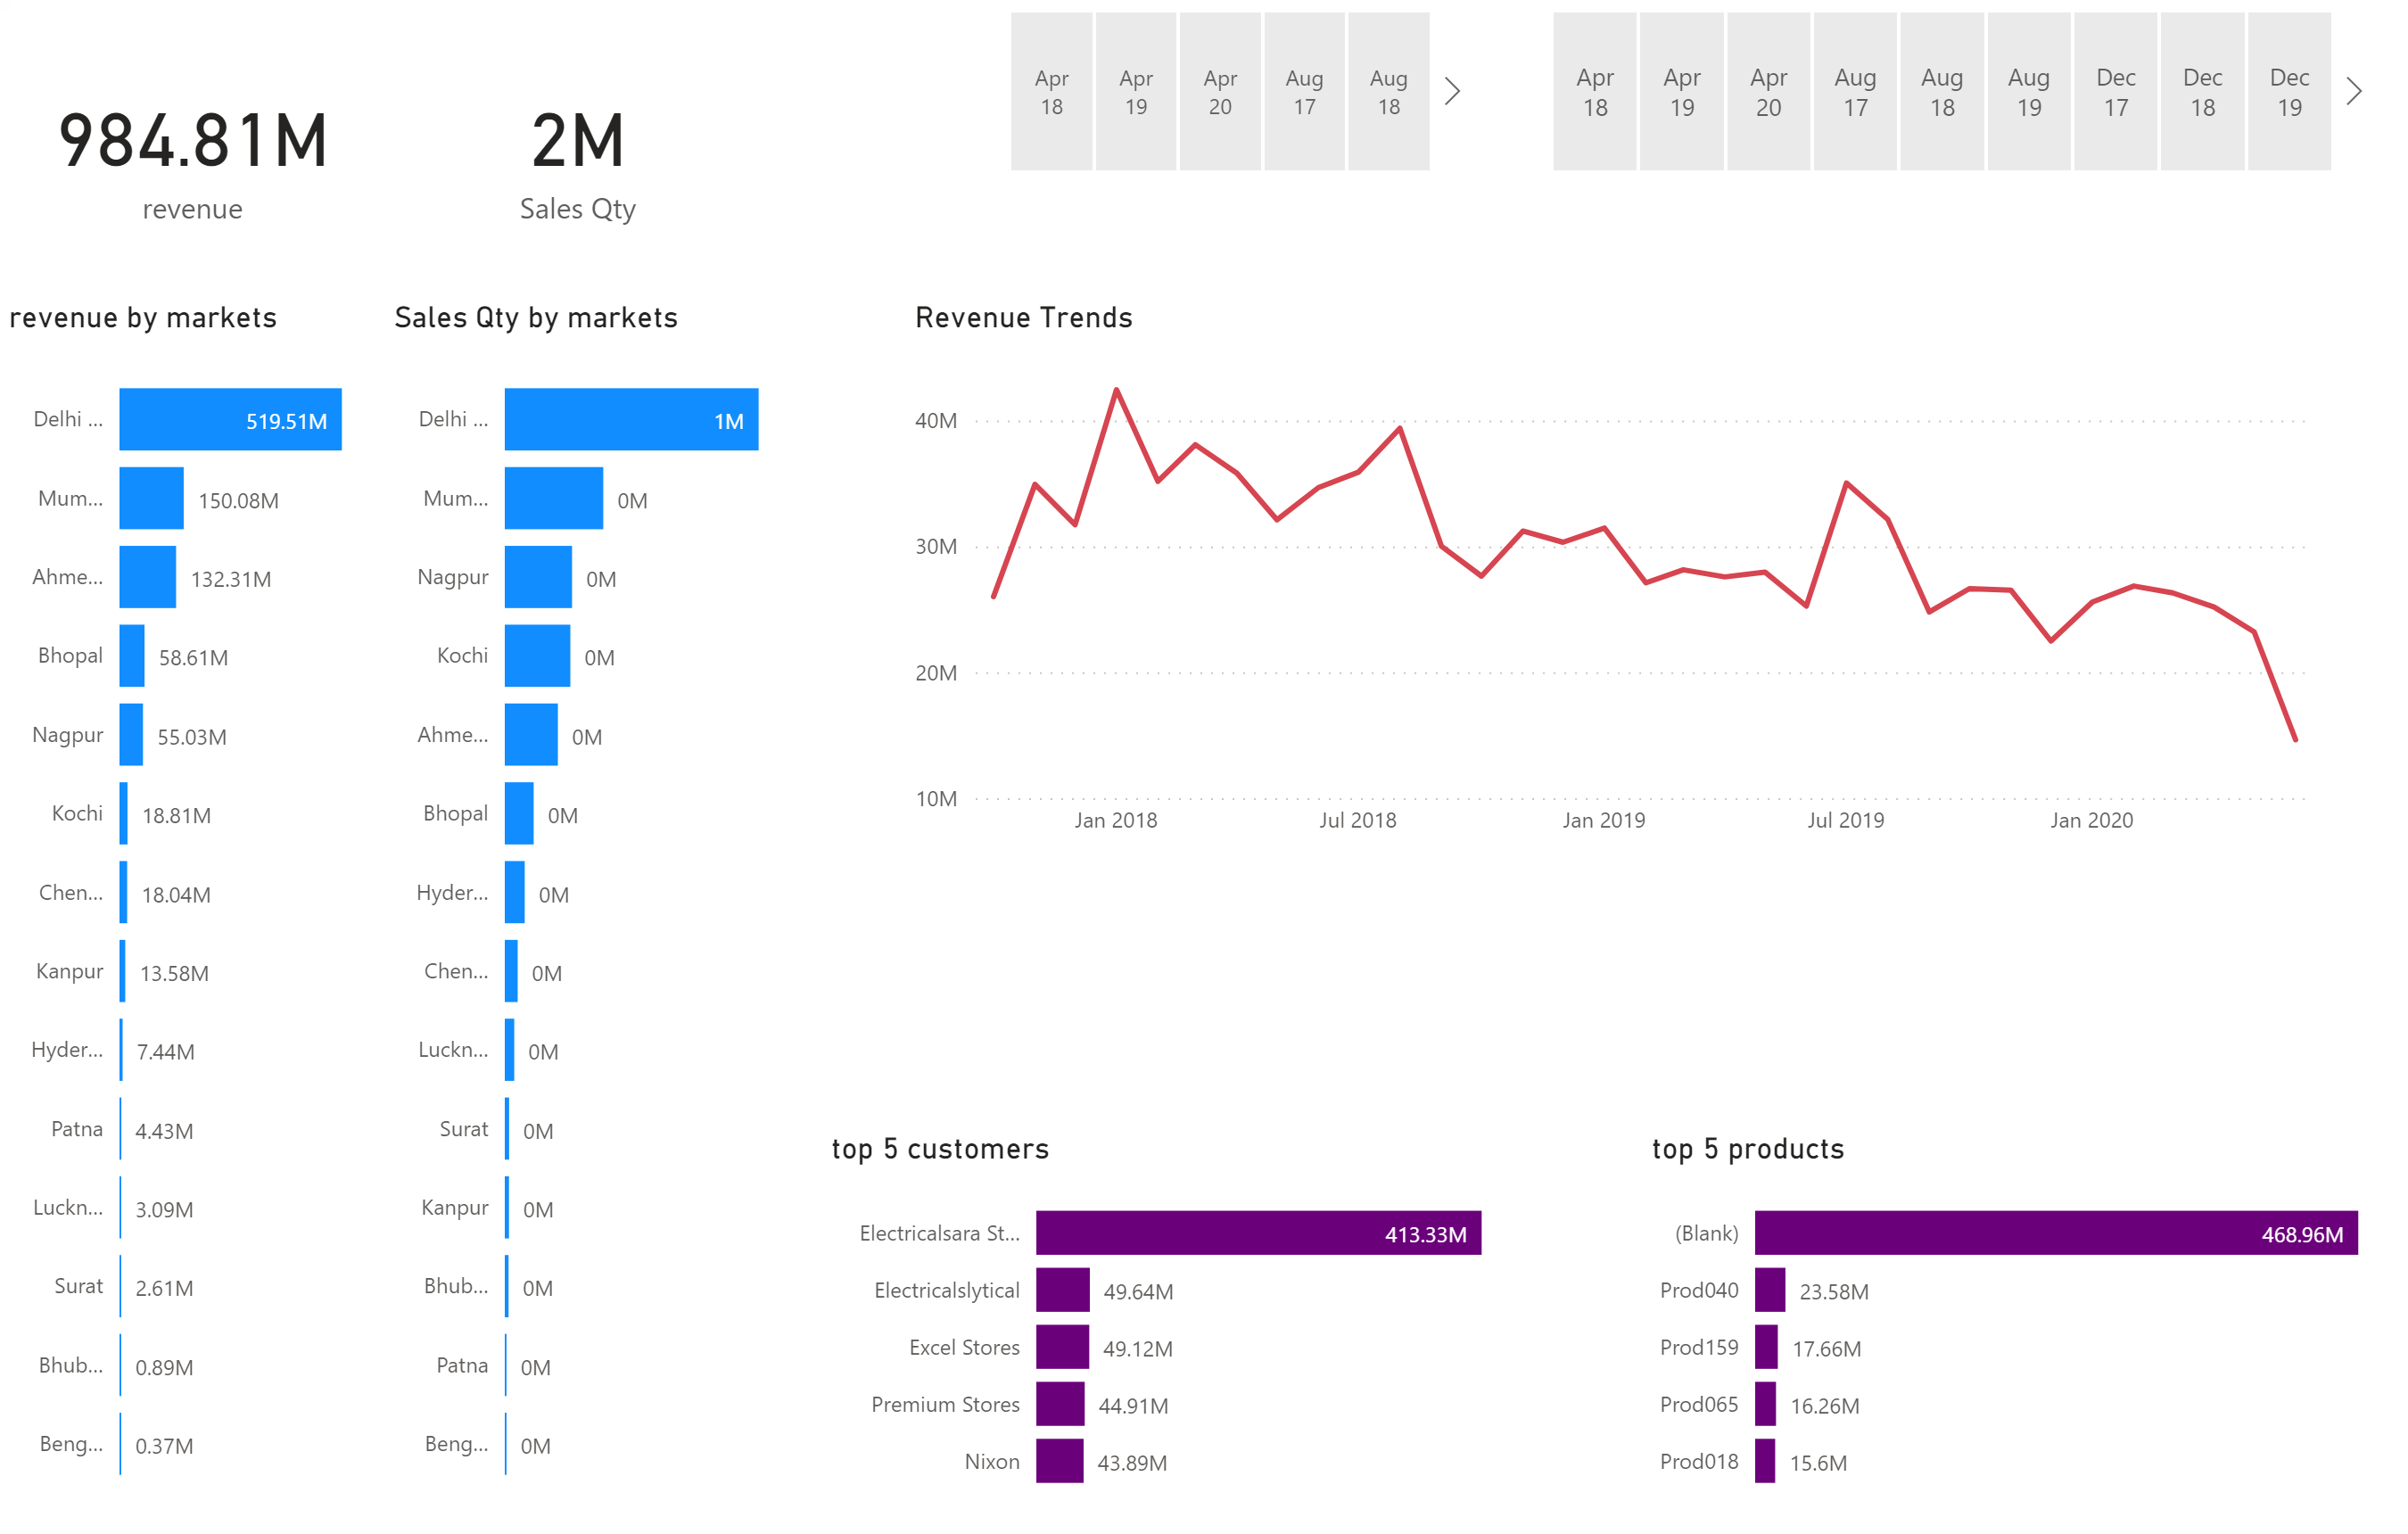 984.81M
revenue
2M
Sales Qty
Apr
18
Apr
19
Apr
20
Aug
17
Aug
18
Apr
18
Apr
19
Apr
20
Aug
17
Aug
18
Aug
19
Dec
17
Dec
18
Dec
19
revenue by markets
Delhi ... 519.51M
Mum... 150.08M
Ahme... 132.31M
Bhopal 58.61M
Nagpur 55.03M
Kochi 18.81M
Chen... 18.04M
Kanpur 13.58M
Hyder... 7.44M
Patna 4.43M
Luckn... 3.09M
Surat 2.61M
Bhub... 0.89M
Beng... 0.37M
Sales Qty by markets
Delhi ... 1M
Mum... 0M
Nagpur 0M
Kochi 0M
Ahme... 0M
Bhopal 0M
Hyder... 0M
Chen... 0M
Luckn... 0M
Surat 0M
Kanpur 0M
Bhub... 0M
Patna 0M
Beng... 0M
Revenue Trends
40M
30M
20M
10M
Jan 2018 Jul 2018 Jan 2019 Jul 2019 Jan 2020
top 5 customers
Electricalsara St... 413.33M
Electricalslytical 49.64M
Excel Stores 49.12M
Premium Stores 44.91M
Nixon 43.89M
top 5 products
(Blank) 468.96M
Prod040 23.58M
Prod159 17.66M
Prod065 16.26M
Prod018 15.6M